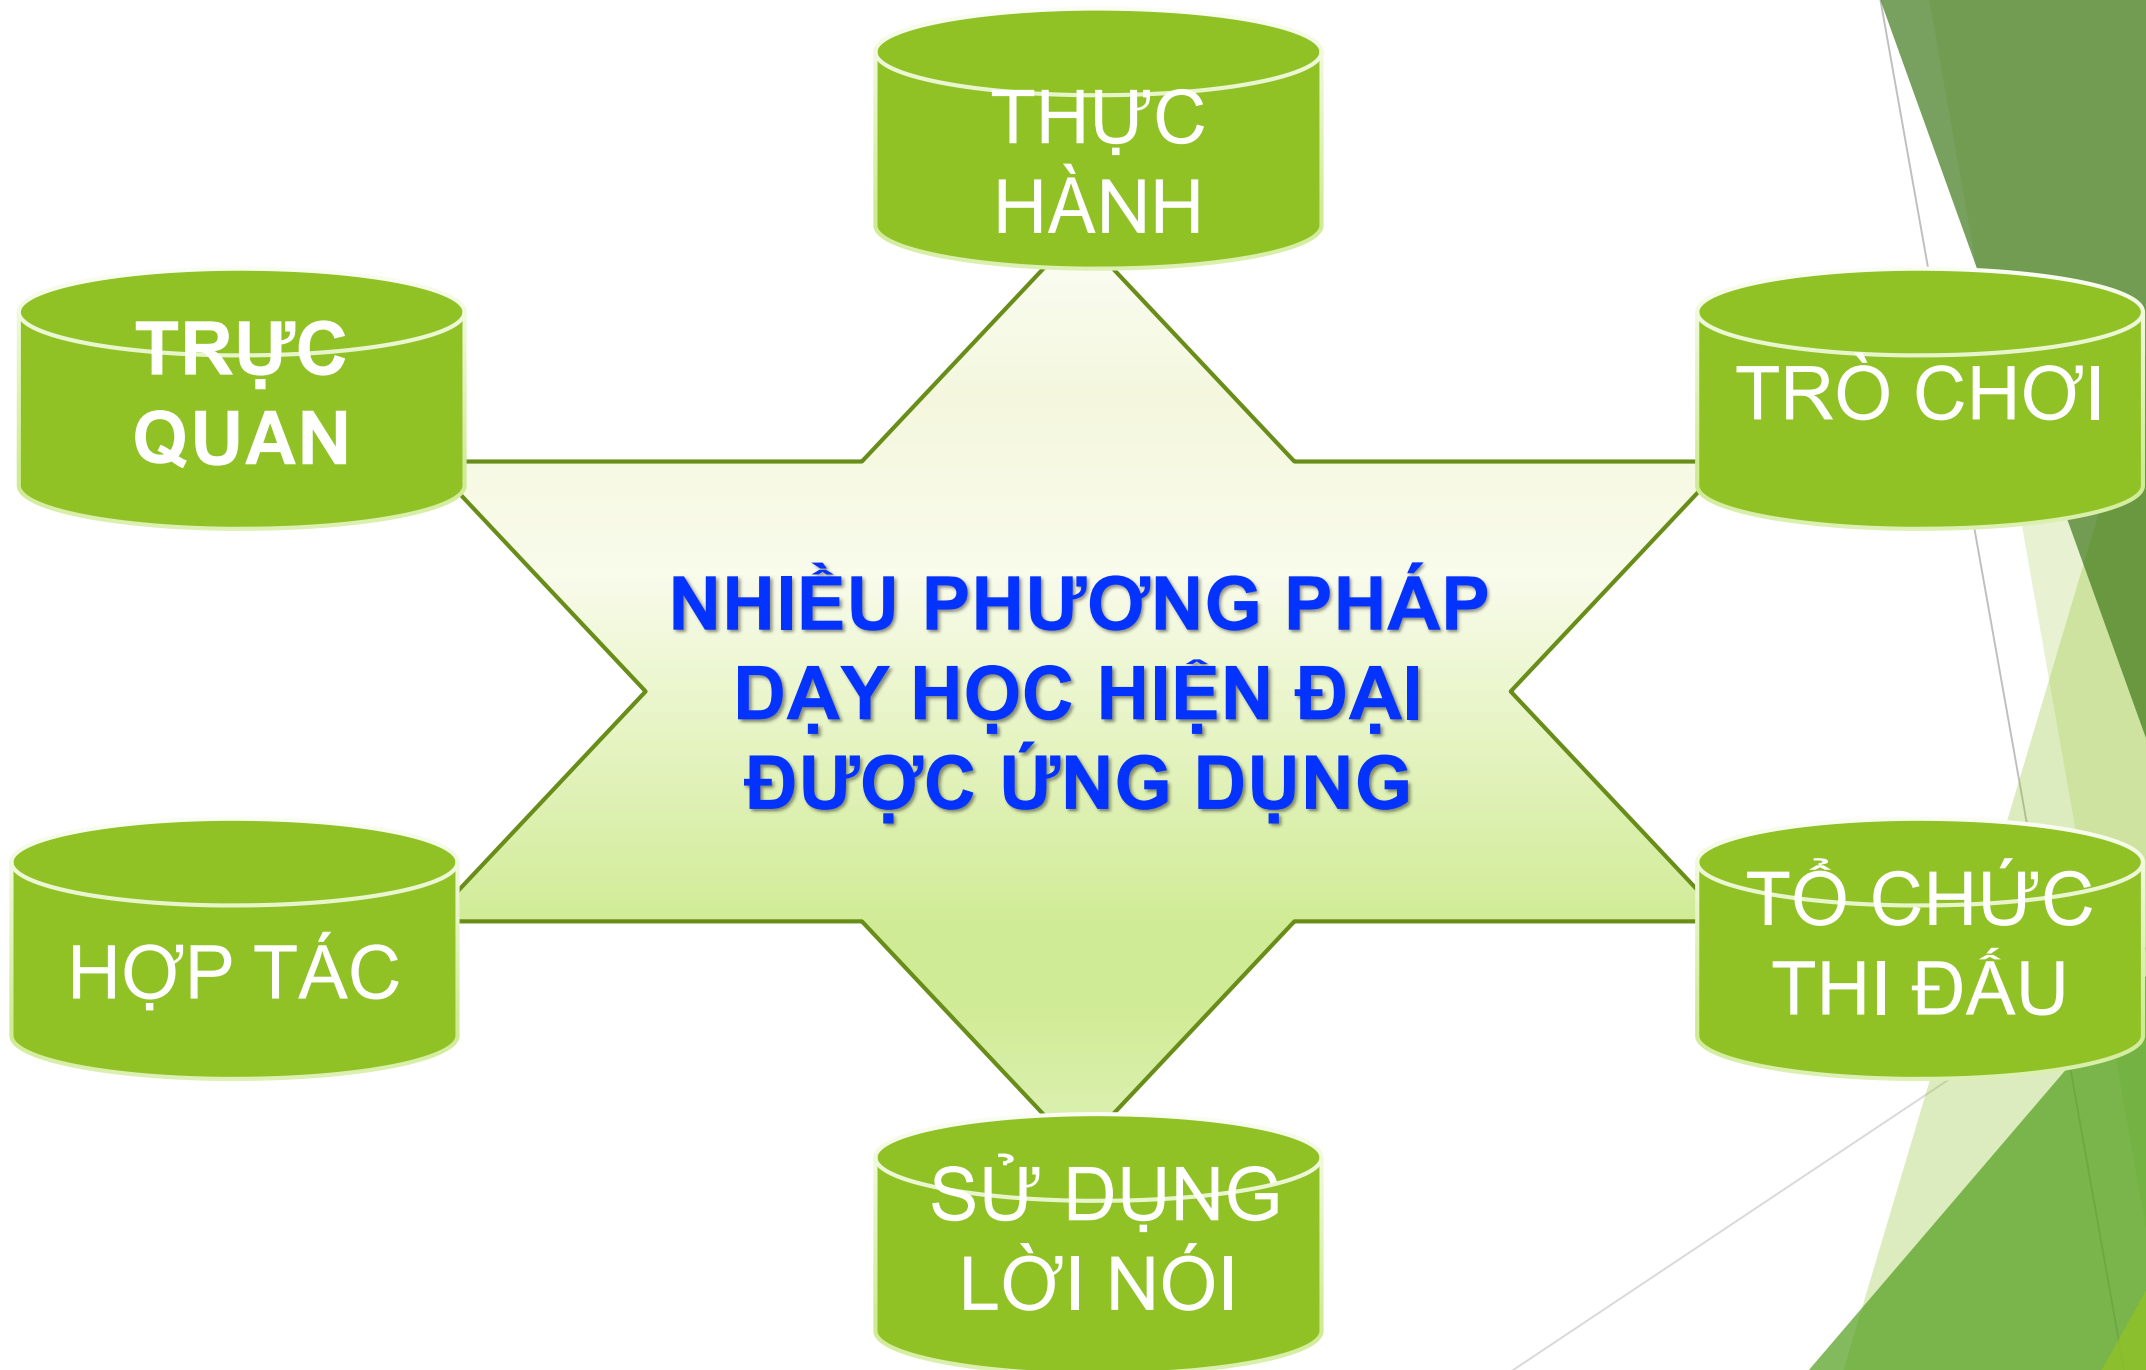 THỰC
HÀNH
TRỰC
QUAN
TRÒ CHƠI
NHIỀU PHƯƠNG PHÁP
DẠY HỌC HIỆN ĐẠI
ĐƯỢC ỨNG DỤNG
HỢP TÁC
TỔ CHỨC
THI ĐẤU
SỬ DỤNG
LỜI NÓI